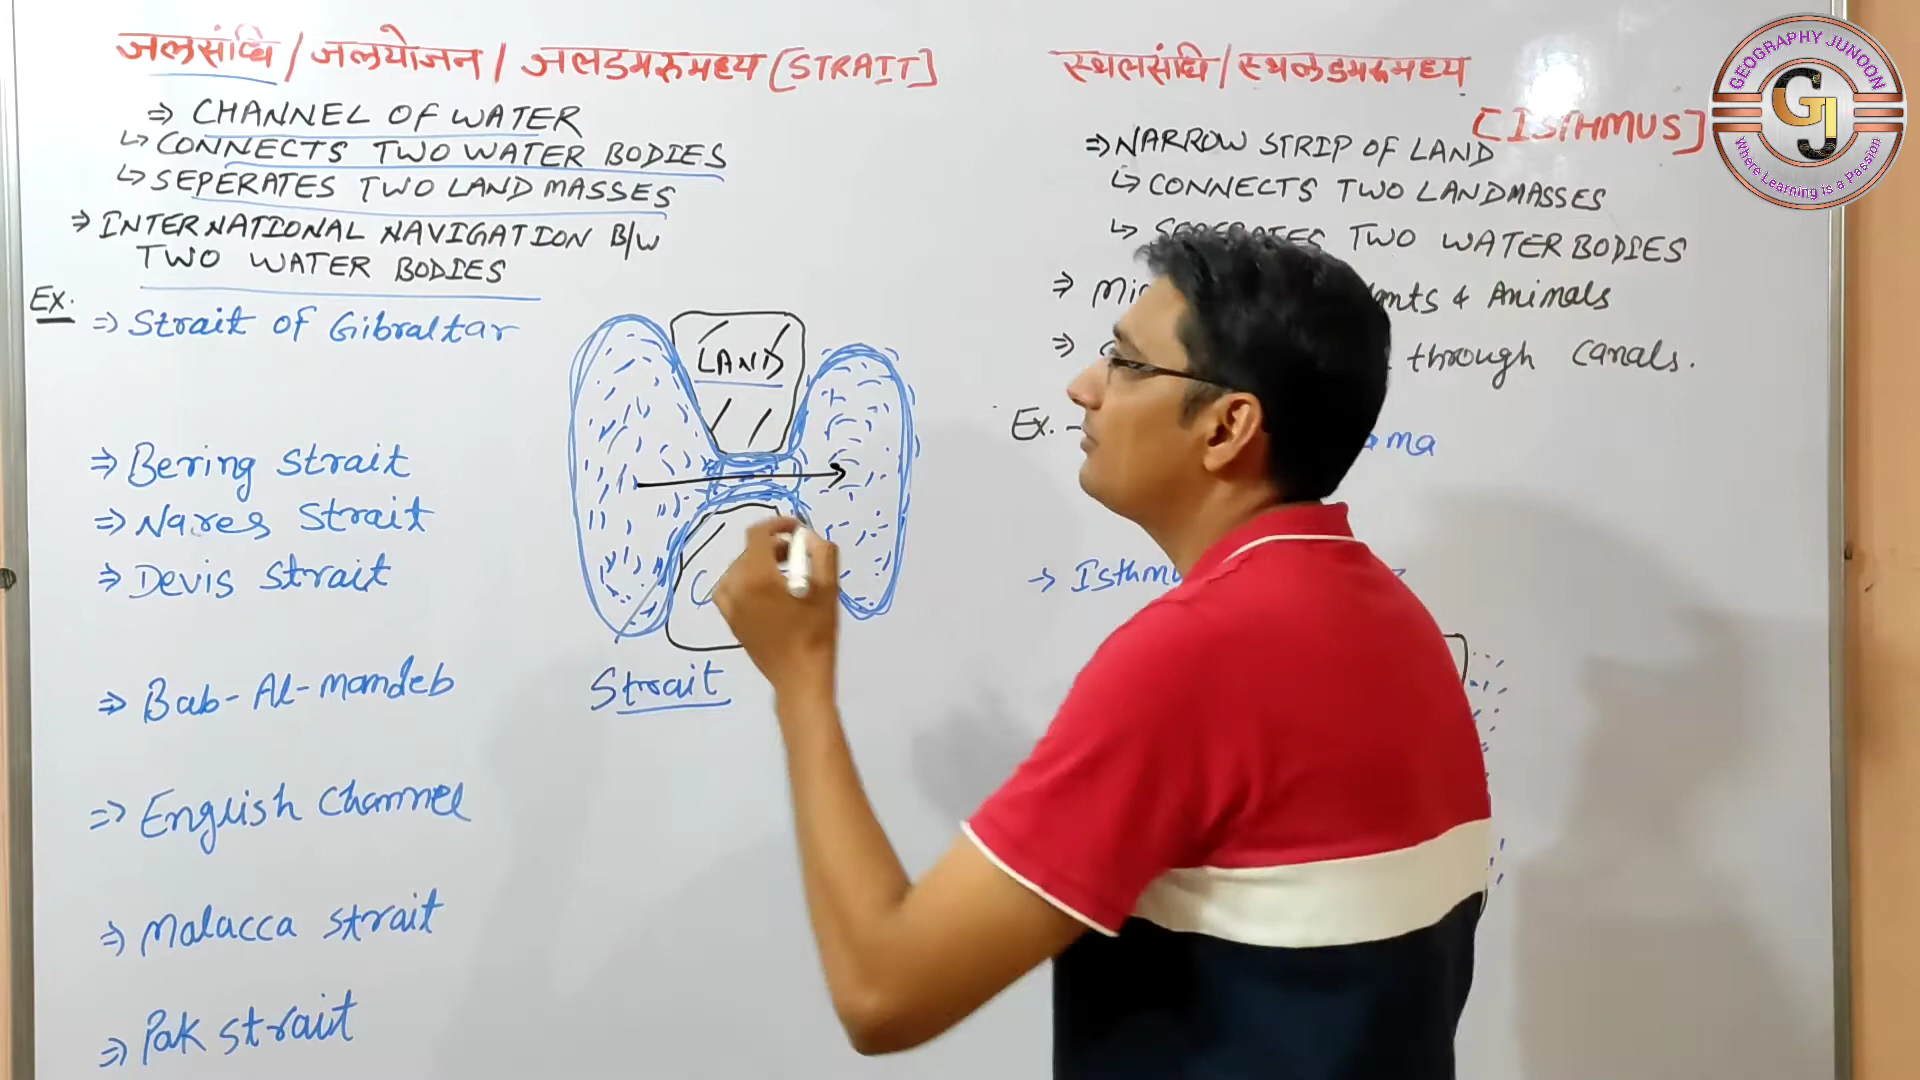 जलसंधि / जलयोजन / जलडमरुमध्य [STRAIT]
⇒ CHANNEL OF WATER
↳ CONNECTS TWO WATER BODIES
↳ SEPERATES TWO LAND MASSES
⇒ INTERNATIONAL NAVIGATION B/W
TWO WATER BODIES
Ex.
⇒ Strait of Gibraltar
⇒ Bering Strait
⇒ Nares Strait
⇒ Devis Strait
⇒ Bab-Al-mamdeb
⇒ English Channel
⇒ Malacca strait
⇒ Pak strait
LAND
Strait
स्थलसंधि / स्थलडमरूमध्य
[ISTHMUS]
⇒ NARROW STRIP OF LAND
↳ CONNECTS TWO LANDMASSES
↳ SEPERATES TWO WATER BODIES
⇒ & Animals
⇒ through Canals.
Ex. -
→
GEOGRAPHY JUNOON
GJ
Where Learning is a Passion